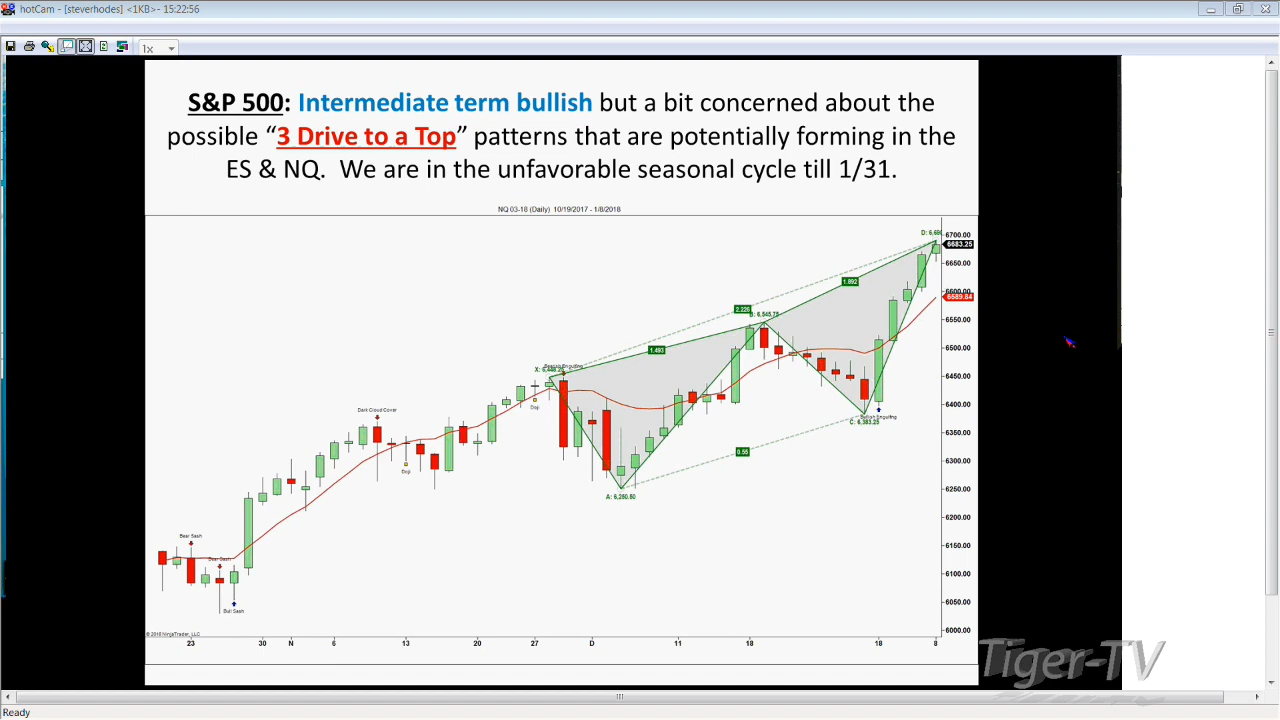 hotCam - [steverhodes] <1KB>- 15:22:56
1x
S&P 500: Intermediate term bullish but a bit concerned about the
possible “3 Drive to a Top” patterns that are potentially forming in the
ES & NQ. We are in the unfavorable seasonal cycle till 1/31.
NQ 03-18 (Daily) 10/19/2017 - 1/8/2018
6700.00
6683.25
6650.00
1.892
6600.00
6589.84
2.226
B: 6,545.75
6550.00
1.493
6500.00
6450.00
Doji
Dark Cloud Cover
6400.00
Bullish Engulfing
C: 6,383.25
6350.00
0.55
6300.00
Doji
A: 6,250.50
6250.00
6200.00
Bear Sash
6150.00
Bear Sash
6100.00
Bull Sash
6050.00
© 2018 NinjaTrader, LLC
6000.00
23 30 N 6 13 20 27 D 11 18 18 8
Tiger-TV
Ready